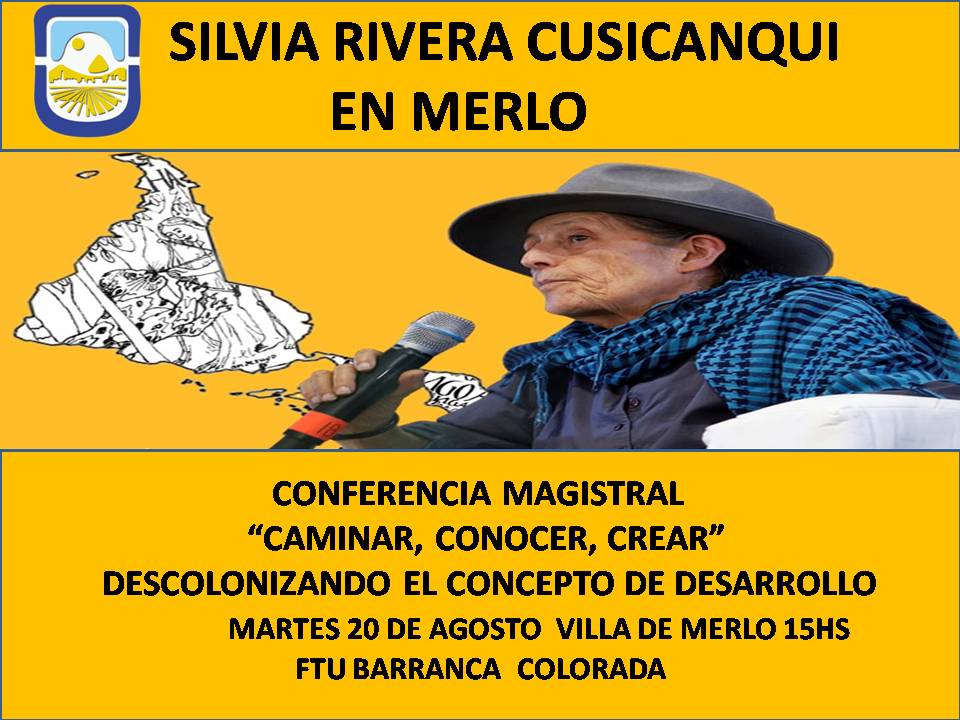 SILVIA RIVERA CUSICANQUI
EN MERLO
18
CONFERENCIA MAGISTRAL
“CAMINAR, CONOCER, CREAR”
DESCOLONIZANDO EL CONCEPTO DE DESARROLLO
MARTES 20 DE AGOSTO VILLA DE MERLO 15HS
FTU BARRANCA COLORADA